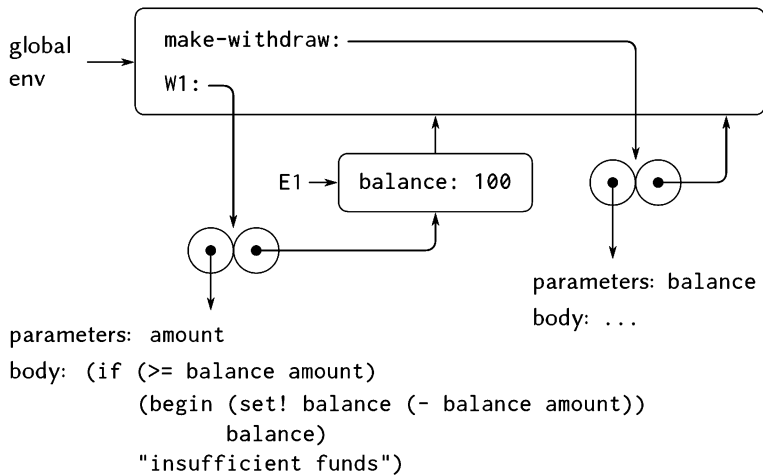 global
env
make-withdraw:
W1:
E1
balance: 100
parameters: balance
body: ...
parameters: amount
body: (if (>= balance amount)
(begin (set! balance (- balance amount))
balance)
"insufficient funds")